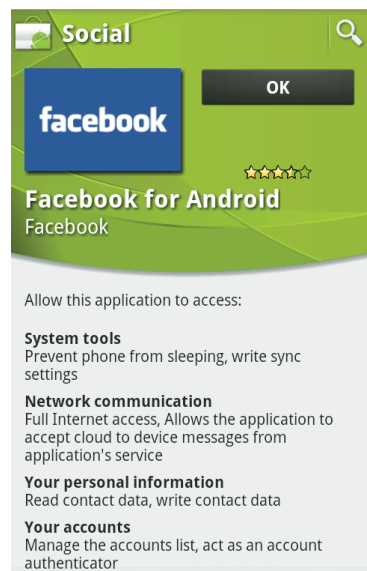 Social
OK
facebook
Facebook for Android
Facebook
Allow this application to access:
System tools
Prevent phone from sleeping, write sync
settings
Network communication
Full Internet access, Allows the application to
accept cloud to device messages from
application's service
Your personal information
Read contact data, write contact data
Your accounts
Manage the accounts list, act as an account
authenticator